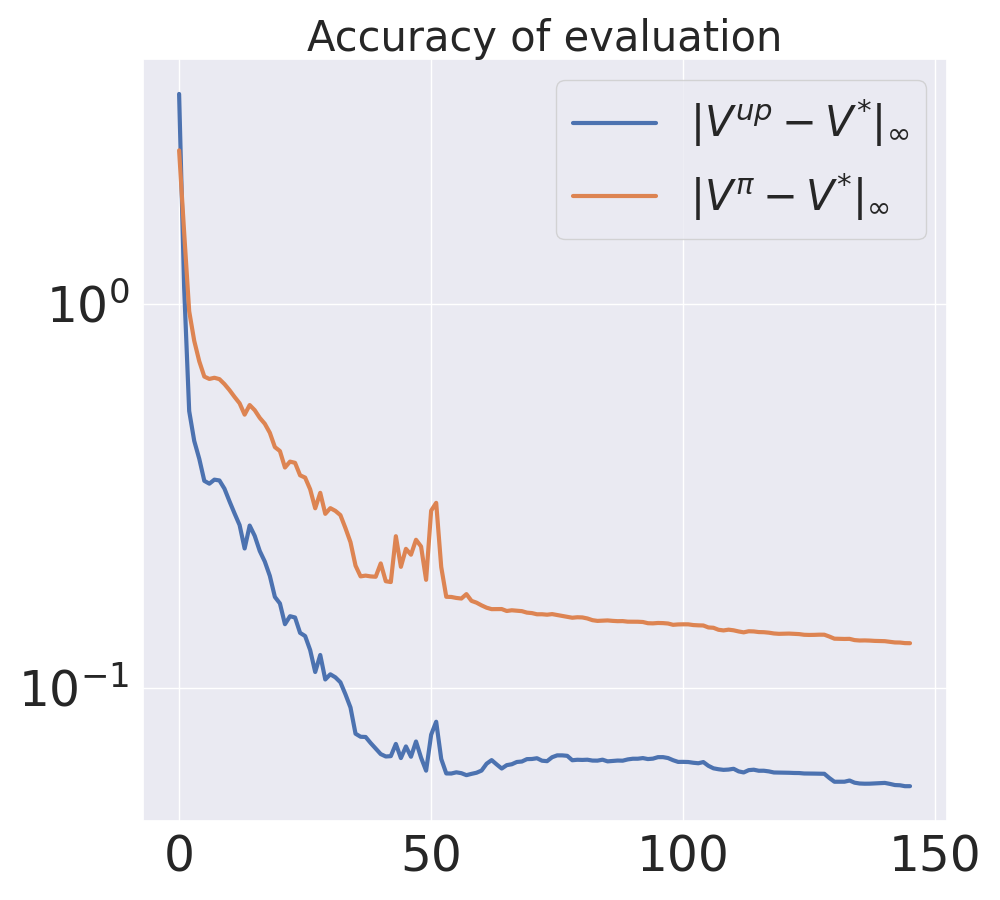 Accuracy of evaluation
|V^{up} − V^*|_∞
|V^π − V^*|_∞
10^0
10^{−1}
0 50 100 150